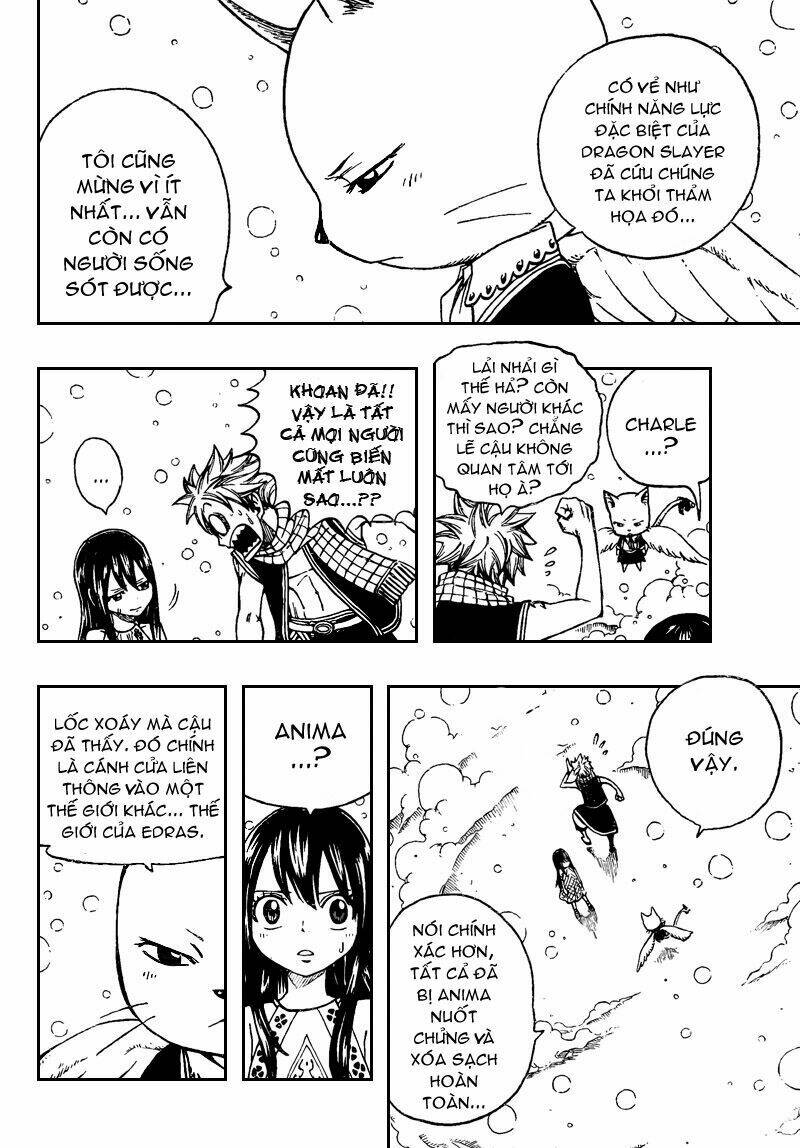 CÓ VẺ NHƯ
CHÍNH NĂNG LỰC
ĐẶC BIỆT CỦA
DRAGON SLAYER
ĐÃ CỨU CHÚNG
TA KHỎI THẢM
HỌA ĐÓ...
TÔI CŨNG
MỪNG VÌ ÍT
NHẤT... VẪN
CÒN CÓ
NGƯỜI SỐNG
SÓT ĐƯỢC...
CHARLE
...?
LẢI NHẢI GÌ
THẾ HẢ? CÒN
MẤY NGƯỜI KHÁC
THÌ SAO? CHẲNG
LẼ CẬU KHÔNG
QUAN TÂM TỚI
HỌ À?
KHOAN ĐÃ!!
VẬY LÀ TẤT
CẢ MỌI NGƯỜI
CŨNG BIẾN
MẤT LUÔN
SAO...??
...
ĐÚNG
VẬY.
NÓI CHÍNH
XÁC HƠN,
TẤT CẢ ĐÃ
BỊ ANIMA
NUỐT
CHỬNG VÀ
XÓA SẠCH
HOÀN
TOÀN...
ANIMA
...?
LỐC XOÁY MÀ CẬU
ĐÃ THẤY. ĐÓ CHÍNH
LÀ CÁNH CỬA LIÊN
THÔNG VÀO MỘT
THẾ GIỚI KHÁC... THẾ
GIỚI CỦA EDRAS.